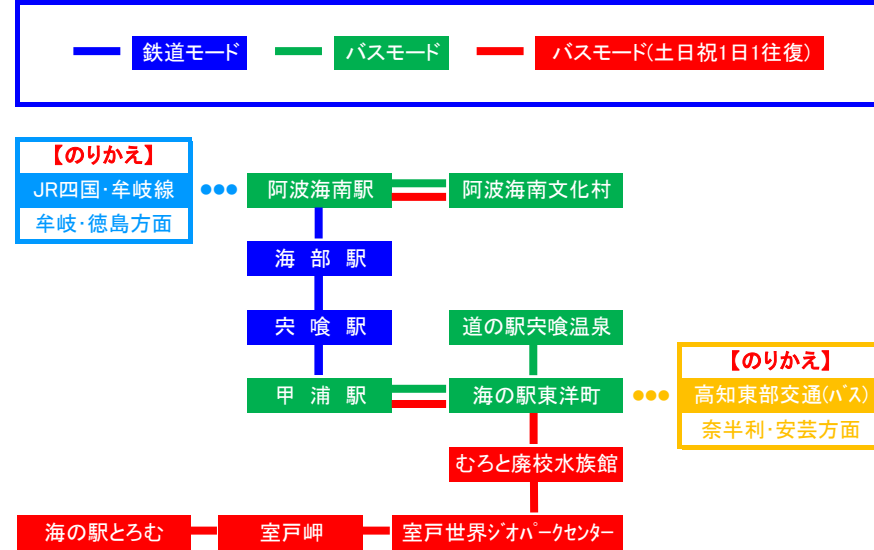 鉄道モード
バスモード
バスモード(土日祝1日1往復)
【のりかえ】
JR四国・牟岐線
牟岐・徳島方面
阿波海南駅
阿波海南文化村
海部駅
宍喰駅
道の駅宍喰温泉
甲浦駅
海の駅東洋町
【のりかえ】
高知東部交通(バス)
奈半利・安芸方面
むろと廃校水族館
海の駅とろむ
室戸岬
室戸世界ジオパークセンター